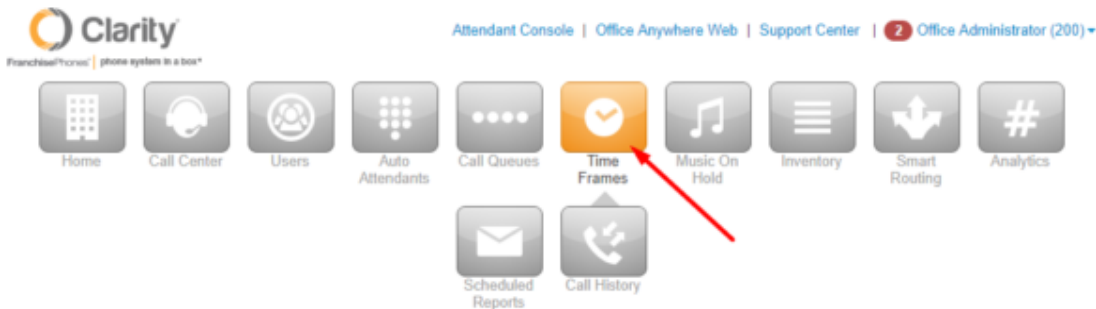 Clarity
FranchisePhones® | phone system in a box™
Attendant Console | Office Anywhere Web | Support Center | 2 Office Administrator (200)
Home
Call Center
Users
Auto
Attendants
Call Queues
Time
Frames
Music On
Hold
Inventory
Smart
Routing
#
Analytics
Scheduled
Reports
Call History